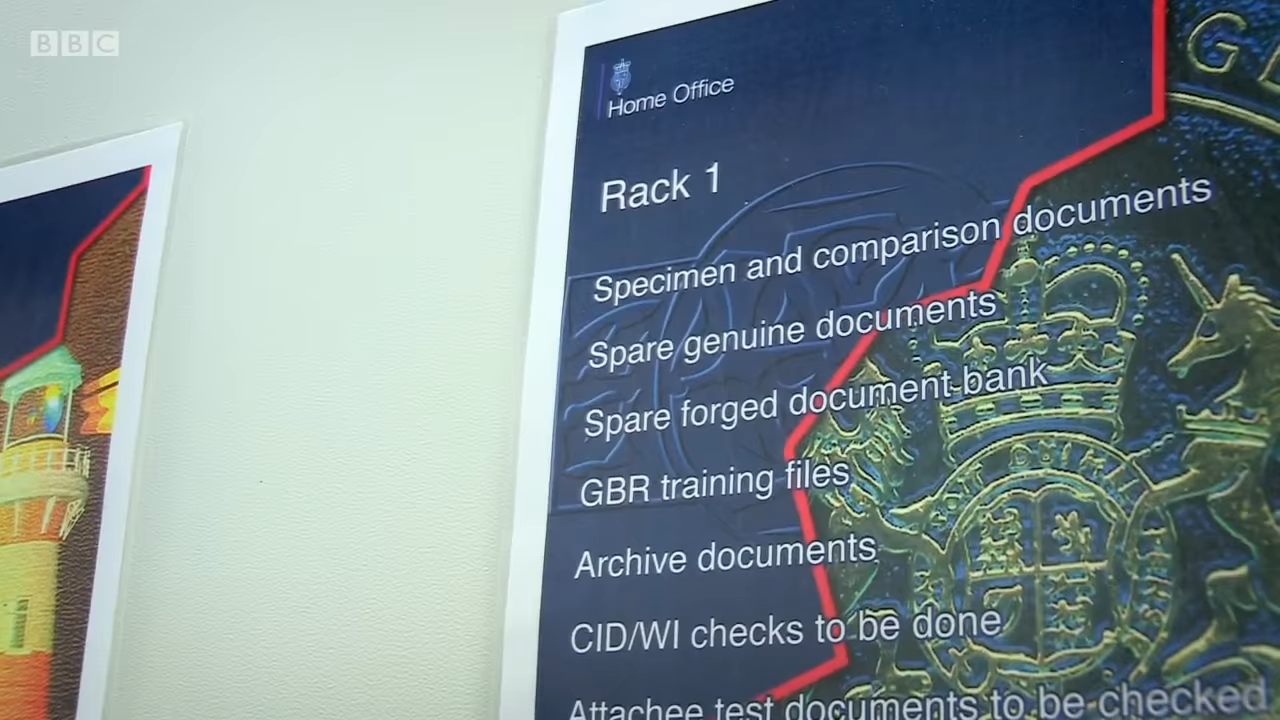 BBC
Home Office
Rack 1
Specimen and comparison documents
Spare genuine documents
Spare forged document bank
GBR training files
Archive documents
CID/WI checks to be done
Attachee test documents to be checked